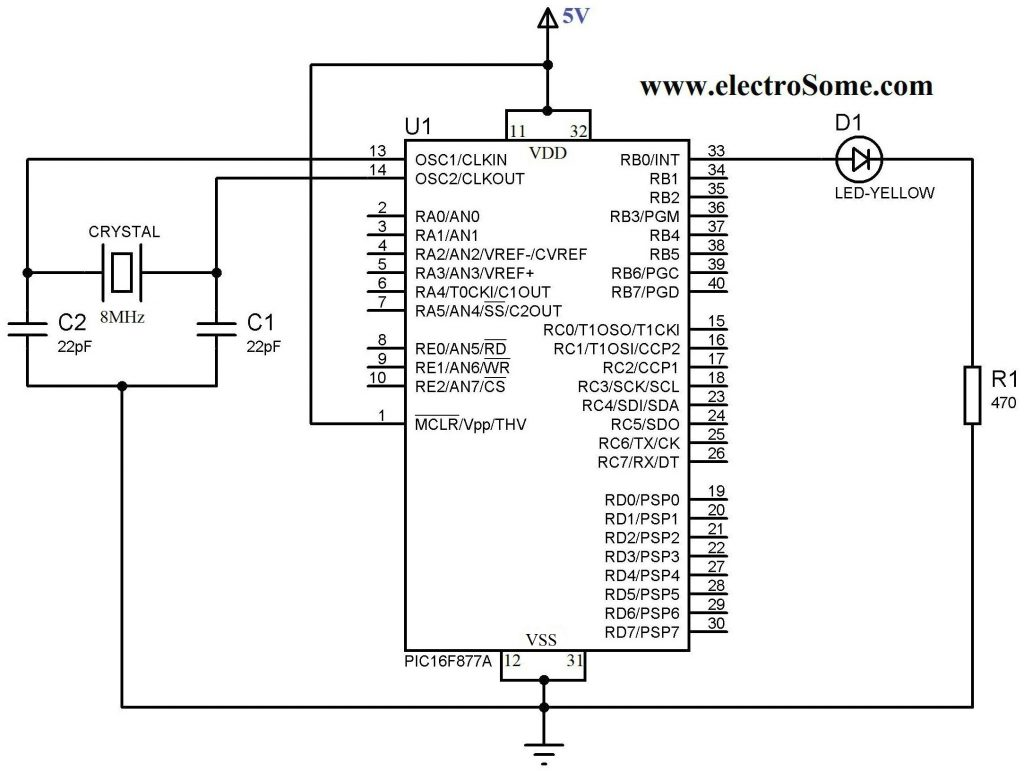 5V
www.electroSome.com
U1
D1
LED-YELLOW
11
32
VDD
13
OSC1/CLKIN
14
OSC2/CLKOUT
2
RA0/AN0
3
RA1/AN1
4
RA2/AN2/VREF-/CVREF
5
RA3/AN3/VREF+
6
RA4/T0CKI/C1OUT
7
RA5/AN4/SS/C2OUT
8
RE0/AN5/RD
9
RE1/AN6/WR
10
RE2/AN7/CS
1
MCLR/Vpp/THV
RB0/INT
33
RB1
34
RB2
35
RB3/PGM
36
RB4
37
RB5
38
RB6/PGC
39
RB7/PGD
40
RC0/T1OSO/T1CKI
15
RC1/T1OSI/CCP2
16
RC2/CCP1
17
RC3/SCK/SCL
18
RC4/SDI/SDA
23
RC5/SDO
24
RC6/TX/CK
25
RC7/RX/DT
26
RD0/PSP0
19
RD1/PSP1
20
RD2/PSP2
21
RD3/PSP3
22
RD4/PSP4
27
RD5/PSP5
28
RD6/PSP6
29
RD7/PSP7
30
CRYSTAL
8MHz
C2
22pF
C1
22pF
R1
470
VSS
PIC16F877A
12
31